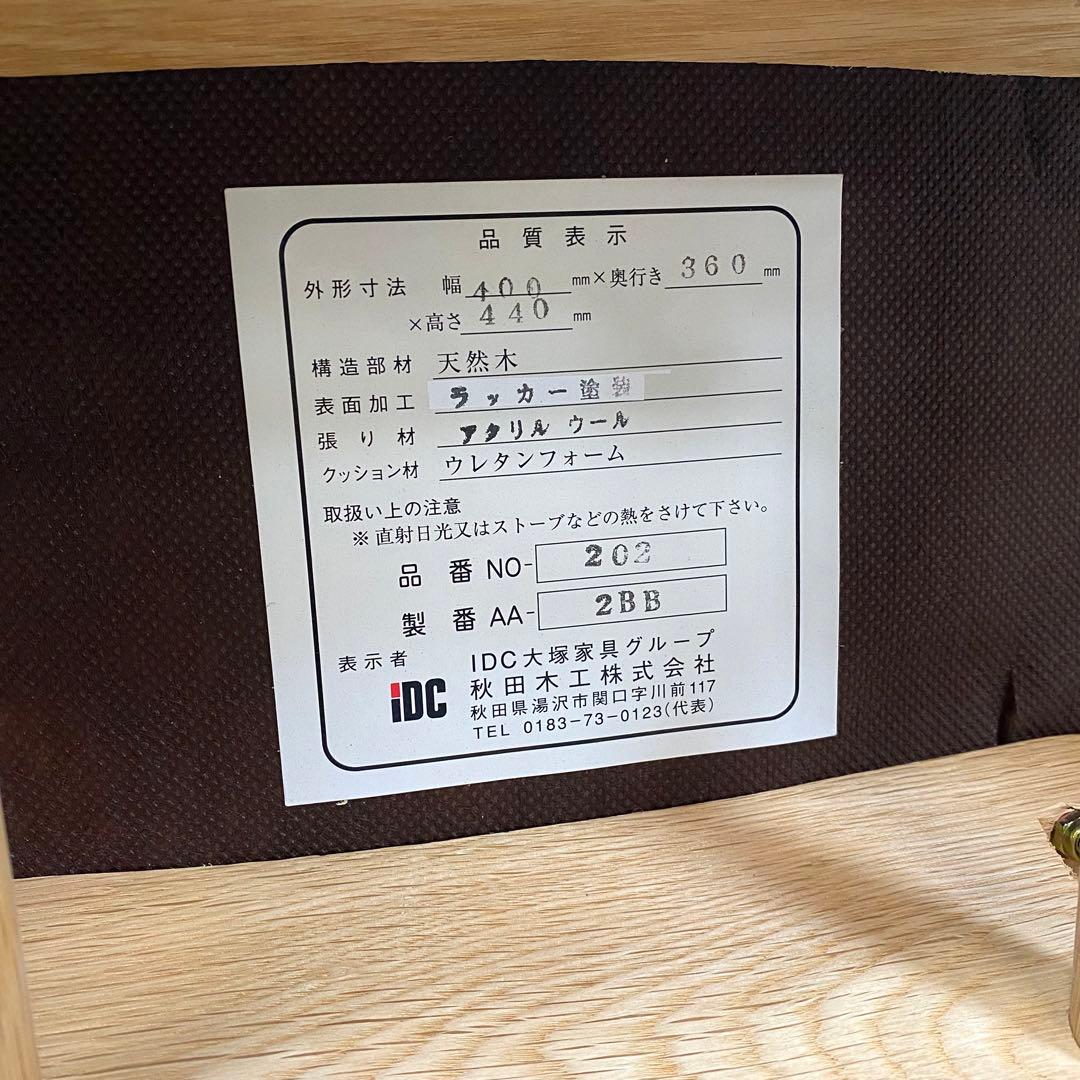 品質表示
外形寸法 幅 400 mm×奥行き 360 mm
×高さ 440 mm
構造部材 天然木
表面加工 ラッカー塗装
張り材 アクリル ウール
クッション材 ウレタンフォーム
取扱い上の注意
※直射日光又はストーブなどの熱をさけて下さい。
品番 NO- 202
製番 AA- 2BB
表示者 IDC大塚家具グループ
iDC 秋田木工株式会社
秋田県湯沢市関口字川前117
TEL 0183-73-0123(代表)